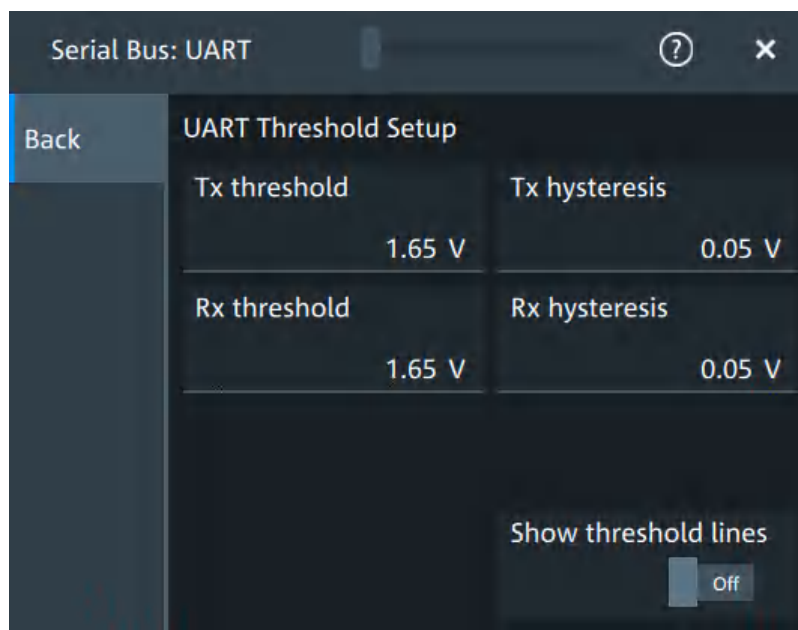 Serial Bus: UART ? ×
Back
UART Threshold Setup
Tx threshold Tx hysteresis
1.65 V 0.05 V
Rx threshold Rx hysteresis
1.65 V 0.05 V
Show threshold lines
Off